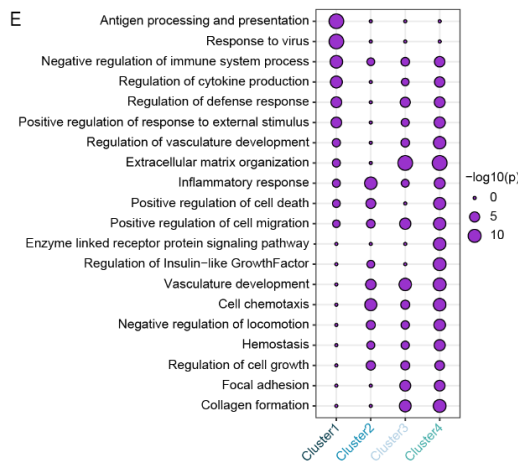 E
Antigen processing and presentation
Response to virus
Negative regulation of immune system process
Regulation of cytokine production
Regulation of defense response
Positive regulation of response to external stimulus
Regulation of vasculature development
Extracellular matrix organization
Inflammatory response
Positive regulation of cell death
Positive regulation of cell migration
Enzyme linked receptor protein signaling pathway
Regulation of Insulin-like GrowthFactor
Vasculature development
Cell chemotaxis
Negative regulation of locomotion
Hemostasis
Regulation of cell growth
Focal adhesion
Collagen formation
−log10(p)
0
5
10
Cluster1
Cluster2
Cluster3
Cluster4